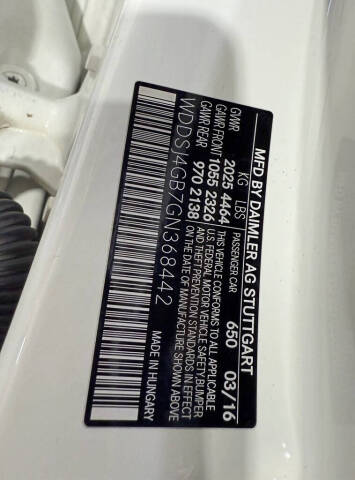 MFD BY DAIMLER AG STUTTGART
KG LBS PASSENGER CAR 650 03/16
GVWR 2025 4464 THIS VEHICLE CONFORMS TO ALL APPLICABLE
GAWR FRONT 1055 2326 U.S. FEDERAL MOTOR VEHICLE SAFETY, BUMPER
GAWR REAR 970 2138 AND THEFT PREVENTION STANDARDS IN EFFECT
ON THE DATE OF MANUFACTURE SHOWN ABOVE
WDDSJ4GB7GN368442
MADE IN HUNGARY